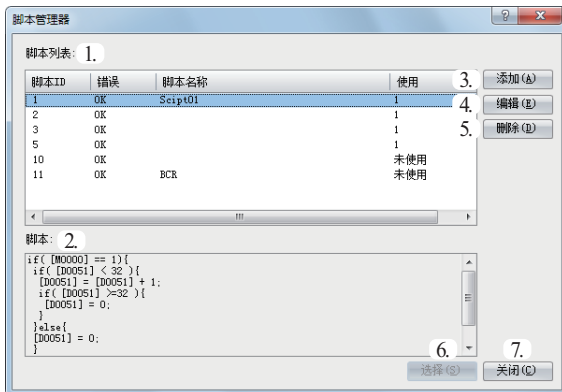 脚本管理器
脚本列表: 1.
脚本ID 错误 脚本名称 使用
1 OK Script01 1
2 OK 1
3 OK 1
5 OK 1
10 OK 未使用
11 OK BCR 未使用
3. 添加(A)
4. 编辑(E)
5. 删除(D)
脚本: 2.
if( [M0000] == 1){
if( [D0051] < 32 ){
[D0051] = [D0051] + 1;
if( [D0051] >=32 ){
[D0051] = 0;
}
}else{
[D0051] = 0;
}
6. 选择(S)
7. 关闭(C)